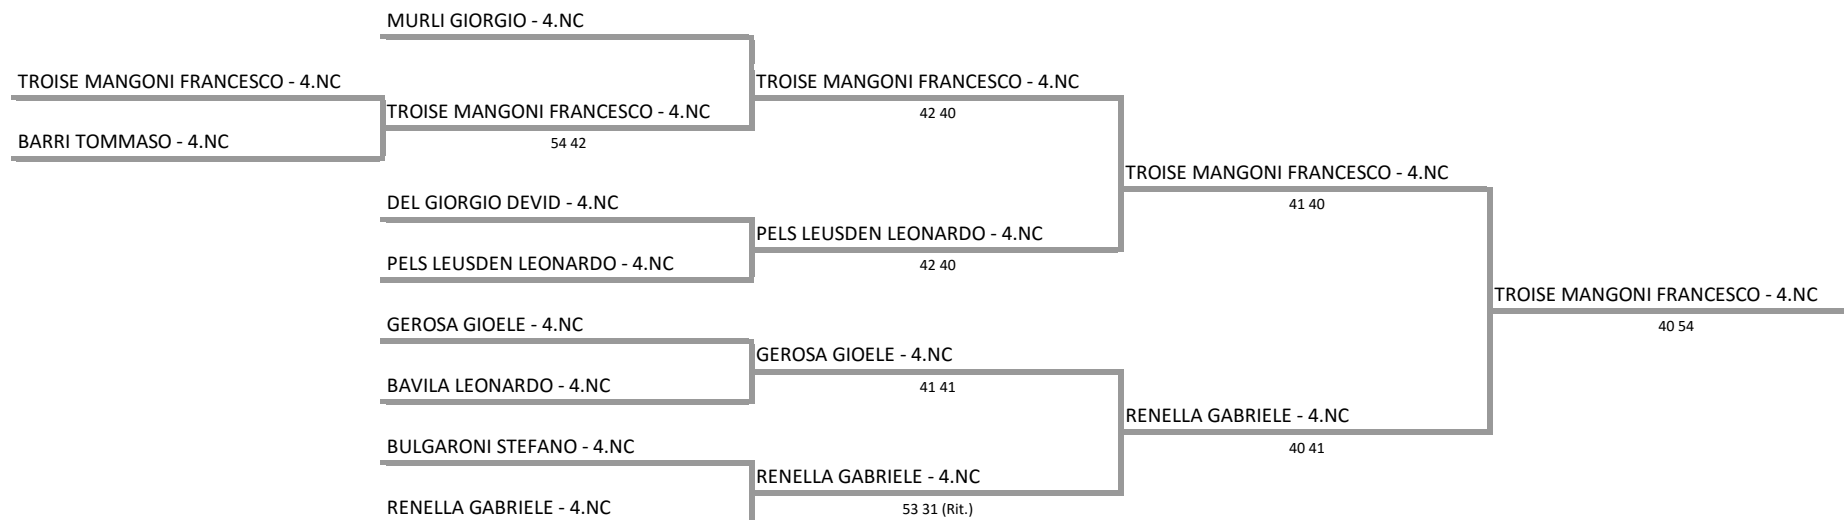 MURLI GIORGIO - 4.NC
TROISE MANGONI FRANCESCO - 4.NC
TROISE MANGONI FRANCESCO - 4.NC
TROISE MANGONI FRANCESCO - 4.NC
42 40
BARRI TOMMASO - 4.NC
54 42
TROISE MANGONI FRANCESCO - 4.NC
DEL GIORGIO DEVID - 4.NC
41 40
PELS LEUSDEN LEONARDO - 4.NC
PELS LEUSDEN LEONARDO - 4.NC
42 40
TROISE MANGONI FRANCESCO - 4.NC
GEROSA GIOELE - 4.NC
40 54
GEROSA GIOELE - 4.NC
BAVILA LEONARDO - 4.NC
41 41
RENELLA GABRIELE - 4.NC
BULGARONI STEFANO - 4.NC
40 41
RENELLA GABRIELE - 4.NC
RENELLA GABRIELE - 4.NC
53 31 (Rit.)